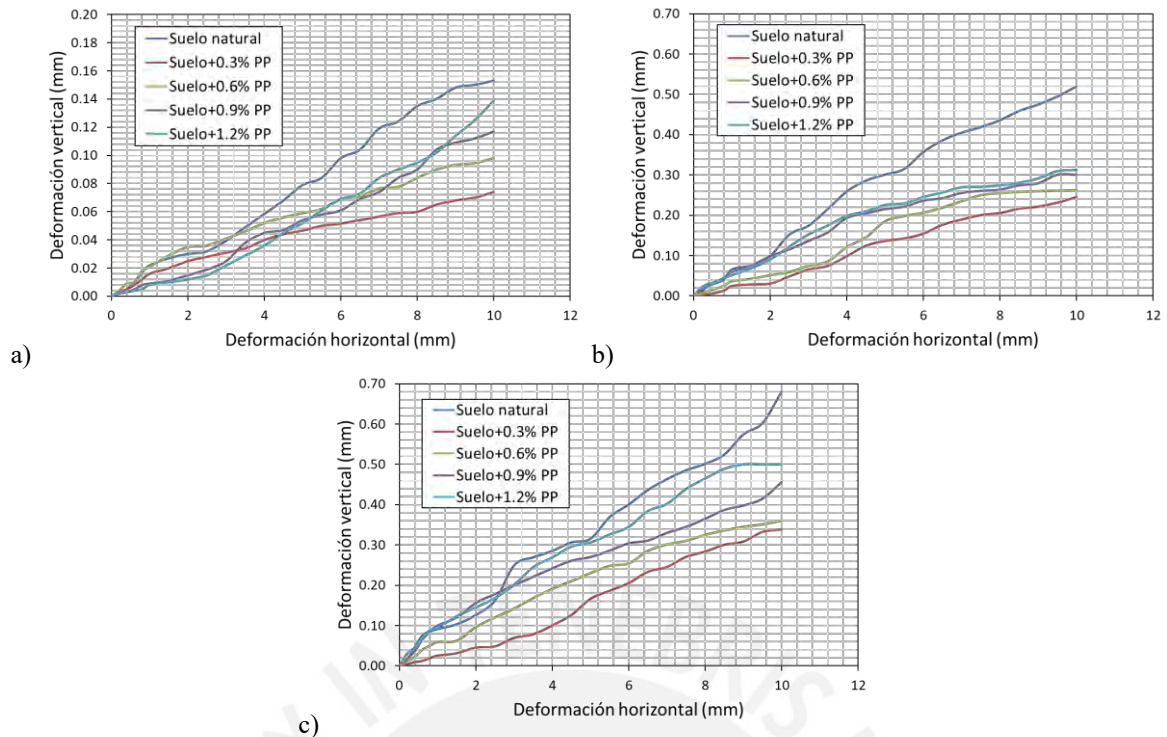 0.20
0.18
0.16
0.14
0.12
0.10
0.08
0.06
0.04
0.02
0.00
Deformación vertical (mm)
Suelo natural
Suelo+0.3% PP
Suelo+0.6% PP
Suelo+0.9% PP
Suelo+1.2% PP
0 2 4 6 8 10 12
Deformación horizontal (mm)
a)
0.70
0.60
0.50
0.40
0.30
0.20
0.10
0.00
Deformación vertical (mm)
Suelo natural
Suelo+0.3% PP
Suelo+0.6% PP
Suelo+0.9% PP
Suelo+1.2% PP
0 2 4 6 8 10 12
Deformación horizontal (mm)
b)
0.70
0.60
0.50
0.40
0.30
0.20
0.10
0.00
Deformación vertical (mm)
Suelo natural
Suelo+0.3% PP
Suelo+0.6% PP
Suelo+0.9% PP
Suelo+1.2% PP
0 2 4 6 8 10 12
Deformación horizontal (mm)
c)
IN TENEBRIS